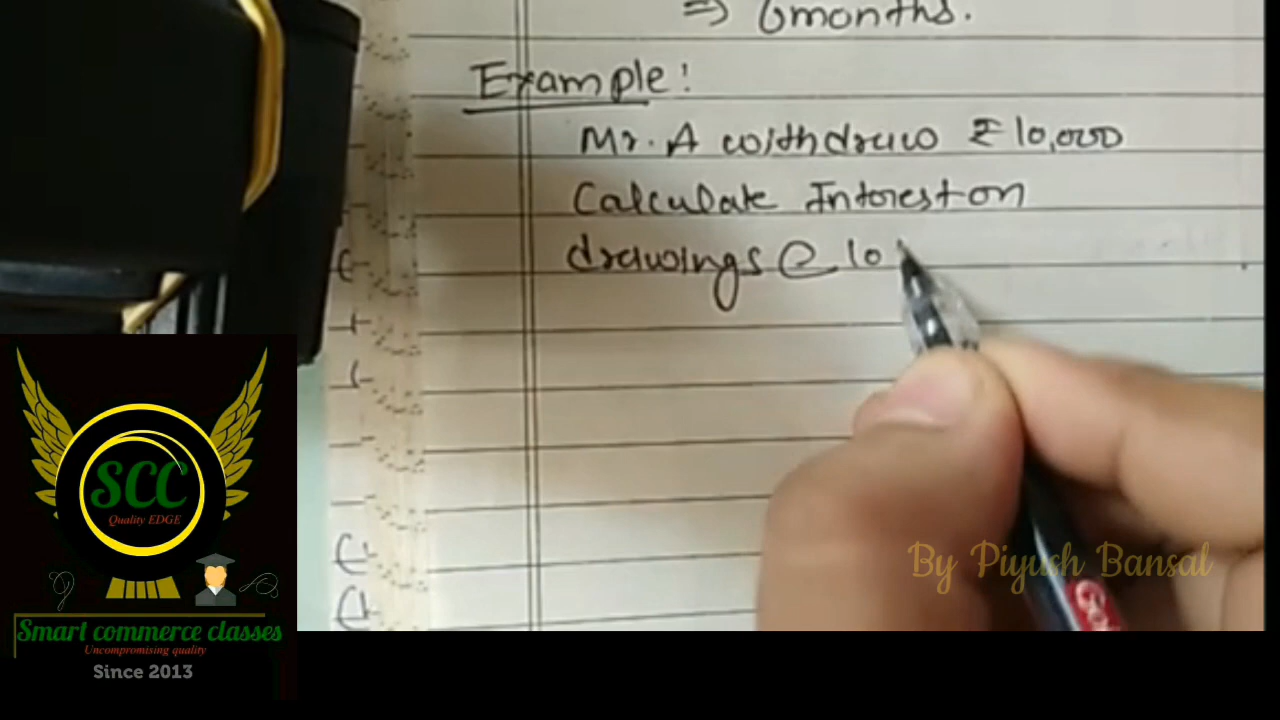 ⇒ 6months.
Example:
Mr. A withdraw ₹ 10,000
Calculate Interest on
drawings @ 10
SCC
Quality EDGE
Smart commerce classes
Uncompromising quality
Since 2013
By Piyush Bansal